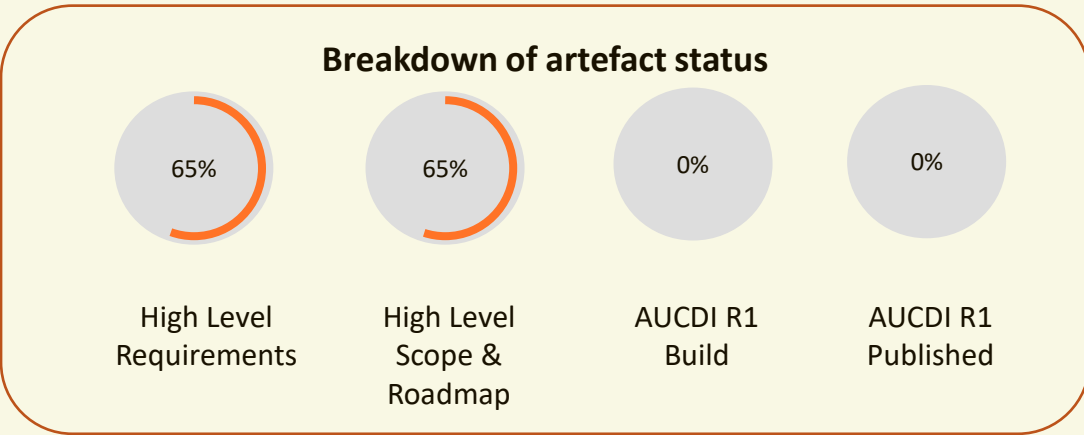 Breakdown of artefact status
65%
65%
0%
0%
High Level
Requirements
High Level
Scope &
Roadmap
AUCDI R1
Build
AUCDI R1
Published